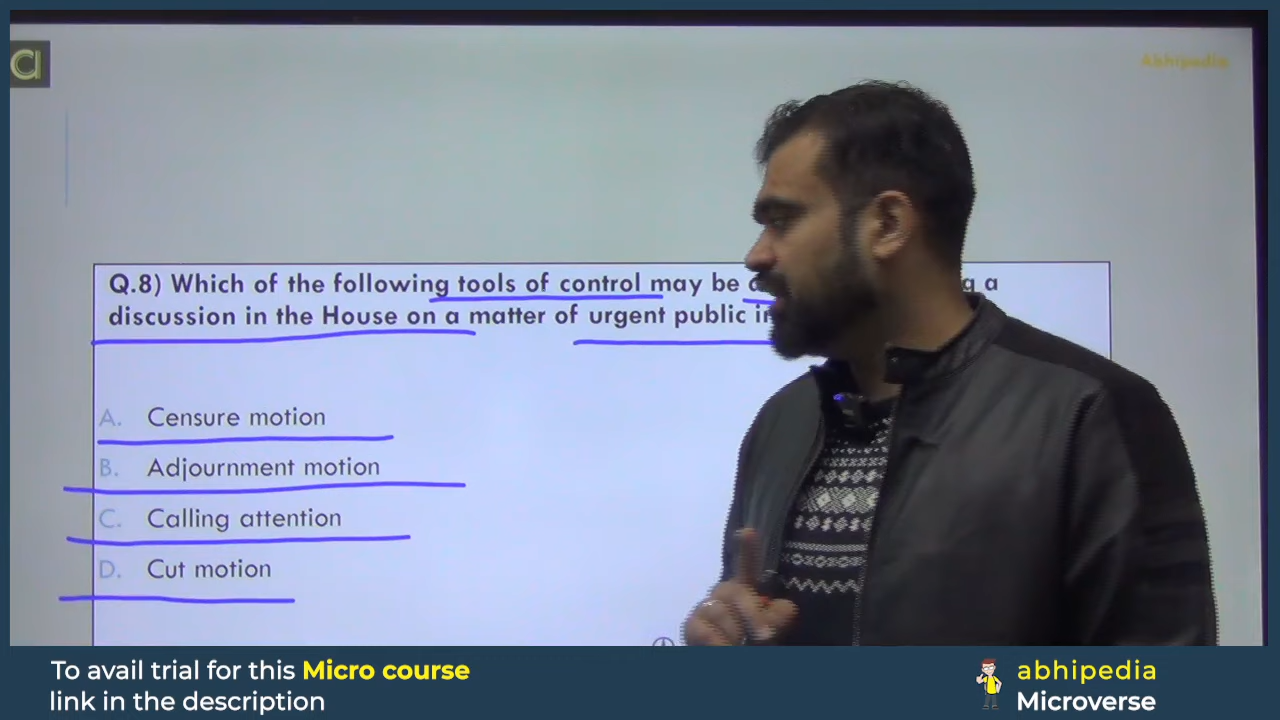 Abhipedia
Q.8) Which of the following tools of control may be a
discussion in the House on a matter of urgent public
A. Censure motion
B. Adjournment motion
C. Calling attention
D. Cut motion
To avail trial for this Micro course
link in the description
abhipedia
Microverse